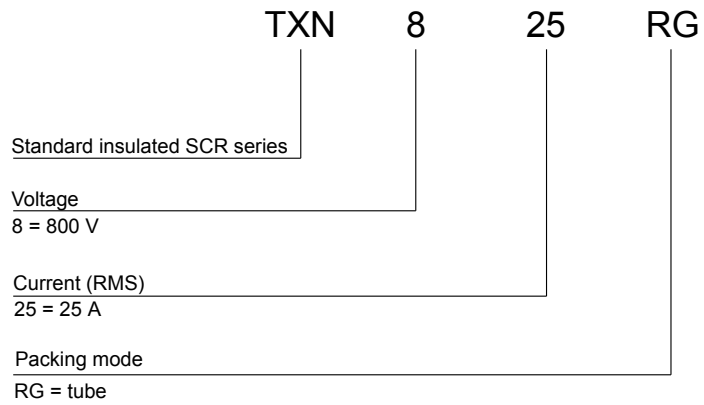 TXN 8 25 RG
Standard insulated SCR series
Voltage
8 = 800 V
Current (RMS)
25 = 25 A
Packing mode
RG = tube